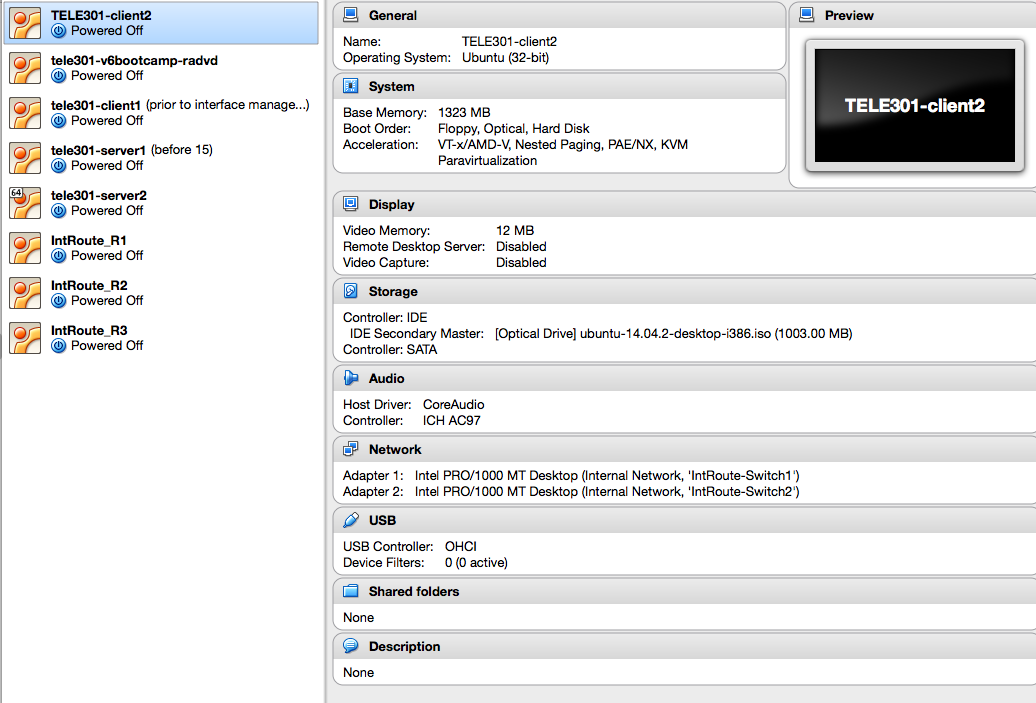 TELE301-client2
Powered Off
tele301-v6bootcamp-radvd
Powered Off
tele301-client1 (prior to interface manage...)
Powered Off
tele301-server1 (before 15)
Powered Off
64
tele301-server2
Powered Off
IntRoute_R1
Powered Off
IntRoute_R2
Powered Off
IntRoute_R3
Powered Off
General
Name: TELE301-client2
Operating System: Ubuntu (32-bit)
System
Base Memory: 1323 MB
Boot Order: Floppy, Optical, Hard Disk
Acceleration: VT-x/AMD-V, Nested Paging, PAE/NX, KVM
Paravirtualization
Preview
TELE301-client2
Display
Video Memory: 12 MB
Remote Desktop Server: Disabled
Video Capture: Disabled
Storage
Controller: IDE
IDE Secondary Master: [Optical Drive] ubuntu-14.04.2-desktop-i386.iso (1003.00 MB)
Controller: SATA
Audio
Host Driver: CoreAudio
Controller: ICH AC97
Network
Adapter 1: Intel PRO/1000 MT Desktop (Internal Network, 'IntRoute-Switch1')
Adapter 2: Intel PRO/1000 MT Desktop (Internal Network, 'IntRoute-Switch2')
USB
USB Controller: OHCI
Device Filters: 0 (0 active)
Shared folders
None
Description
None